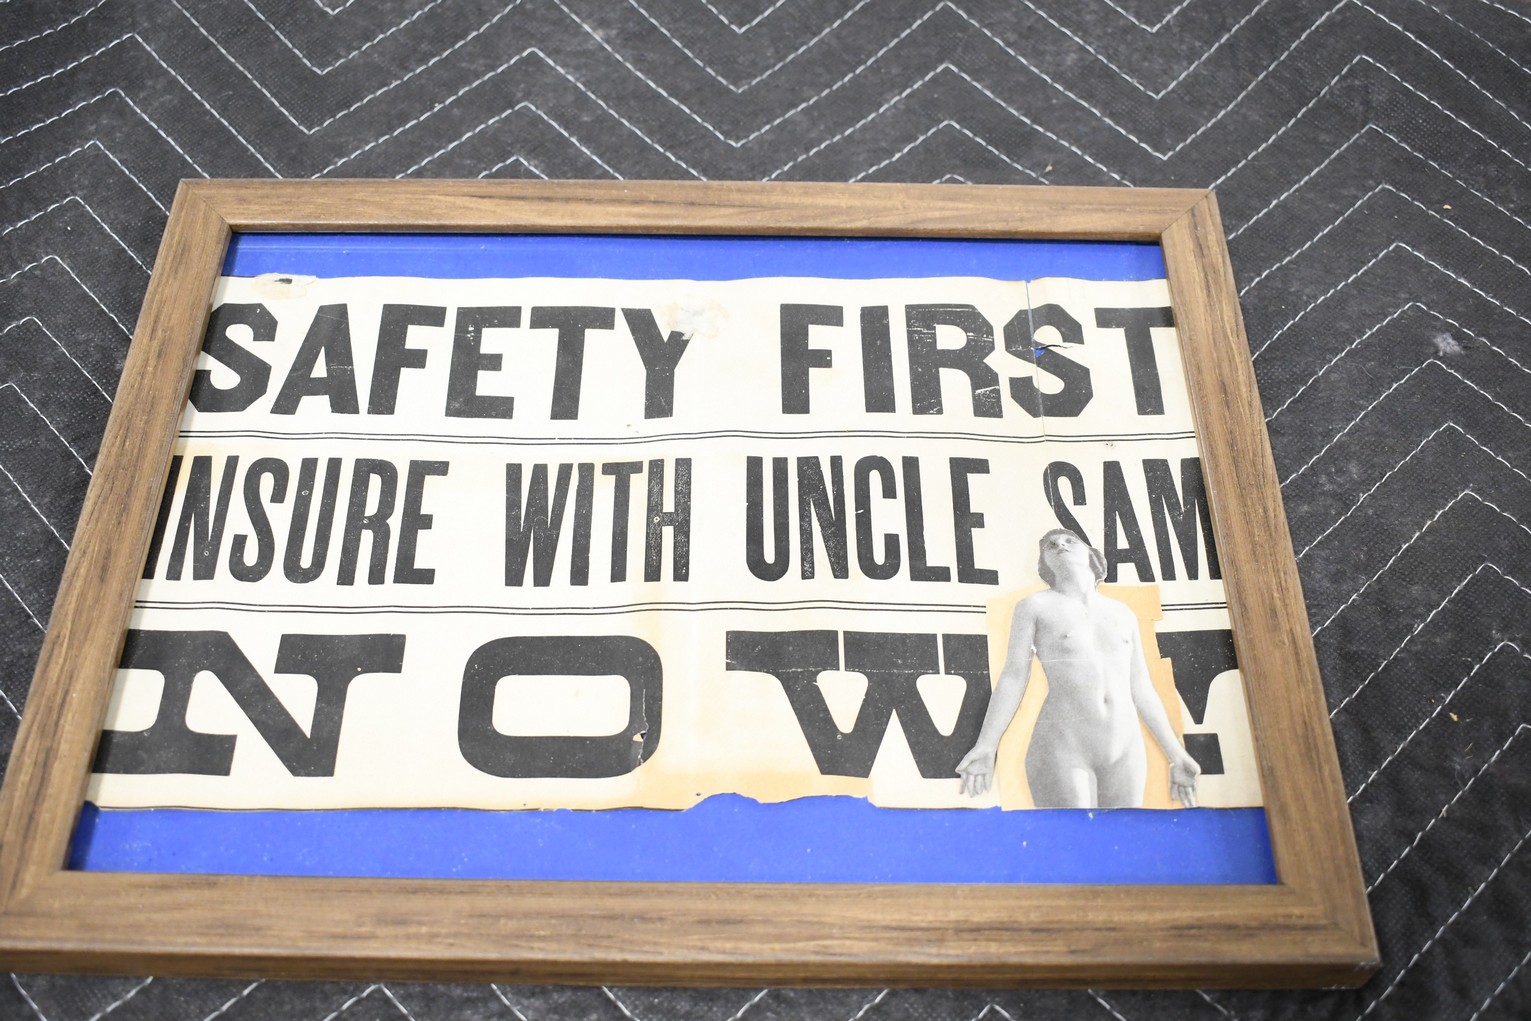 SAFETY FIRST
INSURE WITH UNCLE SAM
NOW!